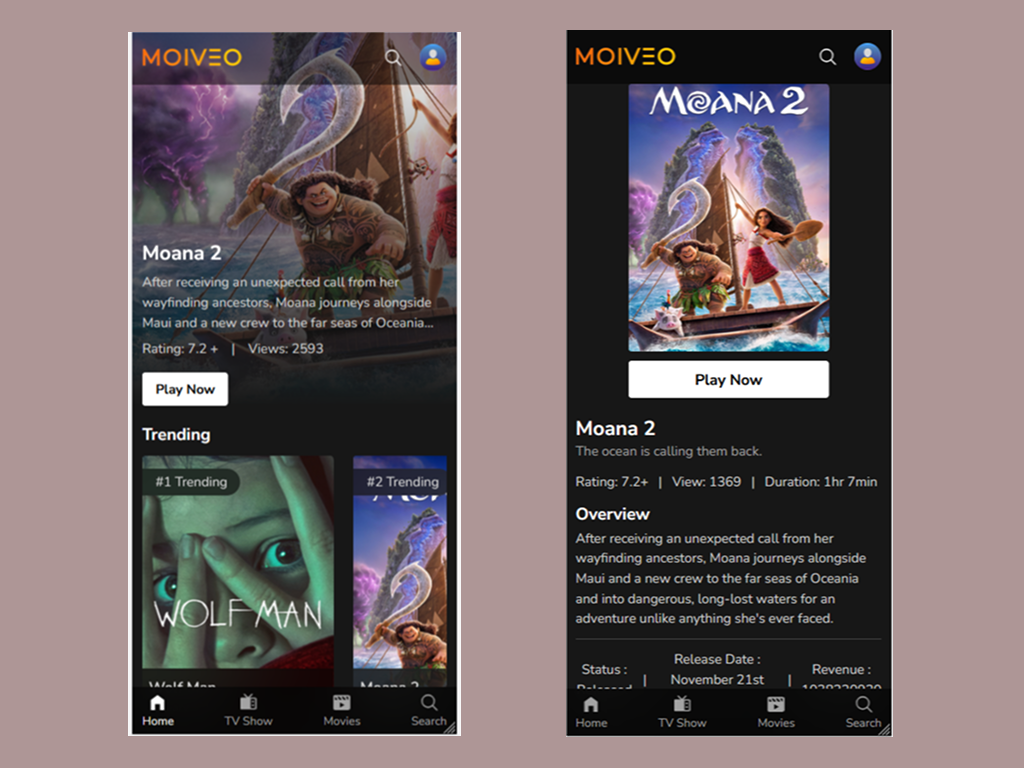 MOIVEO
Moana 2
After receiving an unexpected call from her
wayfinding ancestors, Moana journeys alongside
Maui and a new crew to the far seas of Oceania...
Rating: 7.2 + | Views: 2593
Play Now
Trending
#1 Trending
WOLF MAN
Wolf Man
#2 Trending
Moana 2
Home
TV Show
Movies
Search
MOIVEO
MOANA 2
Play Now
Moana 2
The ocean is calling them back.
Rating: 7.2+ | View: 1369 | Duration: 1hr 7min
Overview
After receiving an unexpected call from her
wayfinding ancestors, Moana journeys alongside
Maui and a new crew to the far seas of Oceania
and into dangerous, long-lost waters for an
adventure unlike anything she's ever faced.
Status :
Released
|
Release Date :
November 21st
|
Revenue :
Home
TV Show
Movies
Search